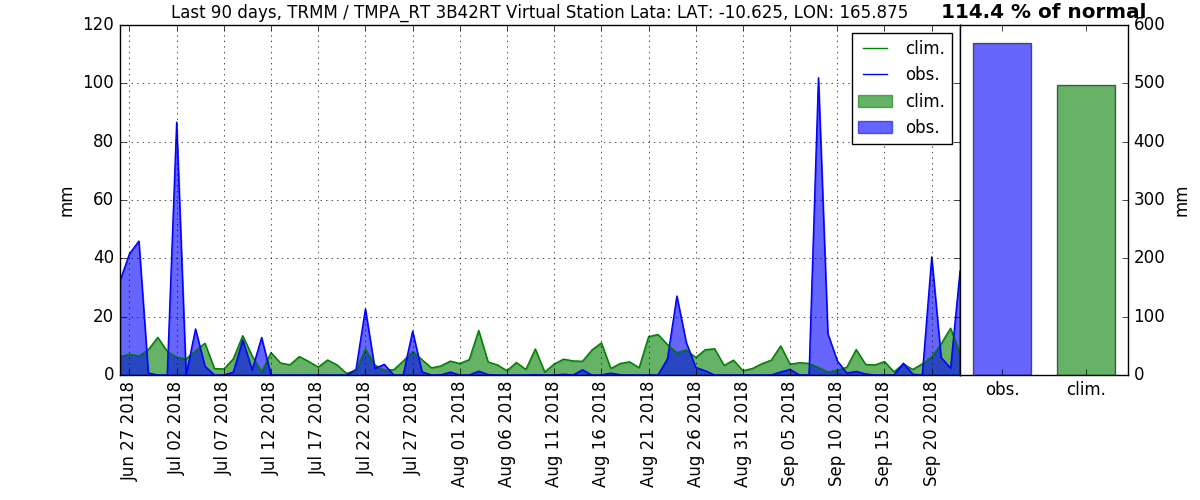 Last 90 days, TRMM / TMPA_RT 3B42RT Virtual Station Lata: LAT: -10.625, LON: 165.875
114.4 % of normal
120
100
80
60
40
20
0
mm
clim.
obs.
clim.
obs.
600
500
400
300
200
100
0
mm
obs.
clim.
Jun 27 2018
Jul 02 2018
Jul 07 2018
Jul 12 2018
Jul 17 2018
Jul 22 2018
Jul 27 2018
Aug 01 2018
Aug 06 2018
Aug 11 2018
Aug 16 2018
Aug 21 2018
Aug 26 2018
Aug 31 2018
Sep 05 2018
Sep 10 2018
Sep 15 2018
Sep 20 2018